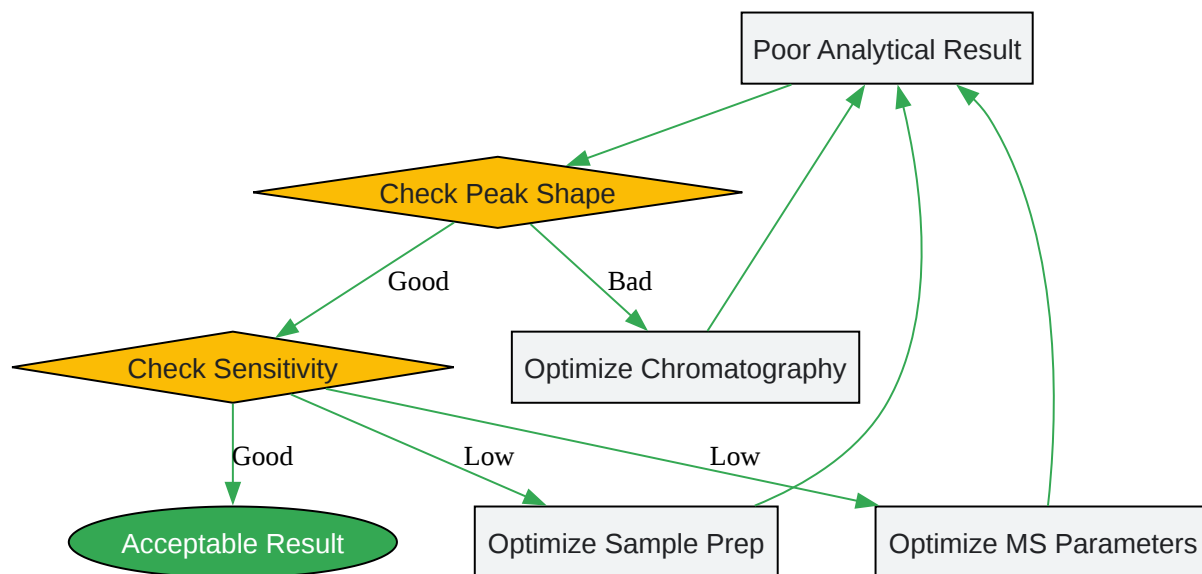 Poor Analytical Result
Check Peak Shape
Good
Bad
Check Sensitivity
Optimize Chromatography
Good
Low
Low
Acceptable Result
Optimize Sample Prep
Optimize MS Parameters